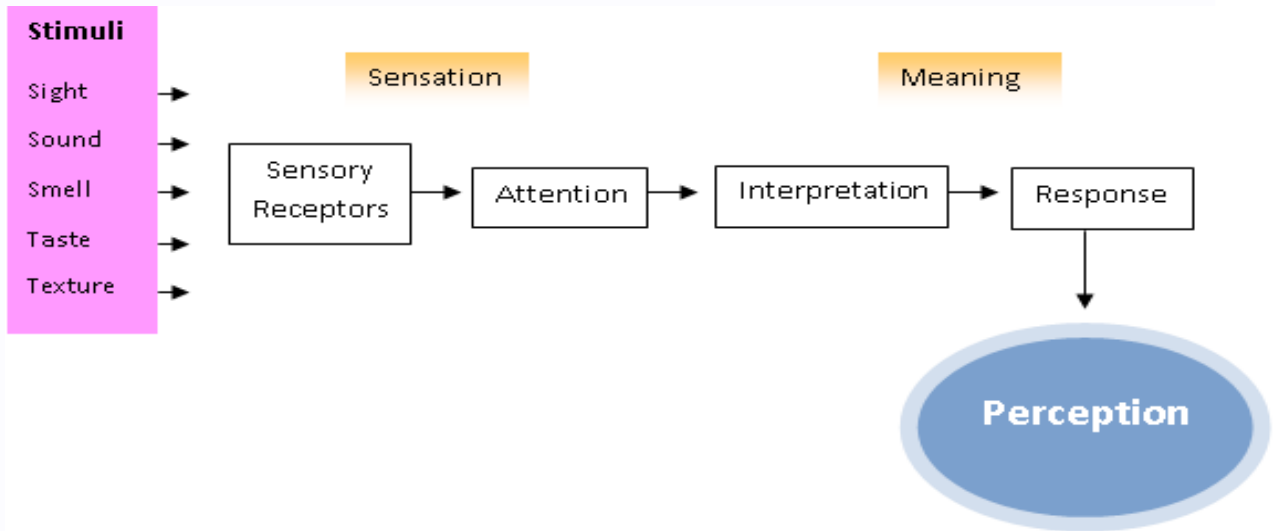 Stimuli
Sight
Sound
Smell
Taste
Texture
Sensation
Meaning
Sensory
Receptors
Attention
Interpretation
Response
Perception